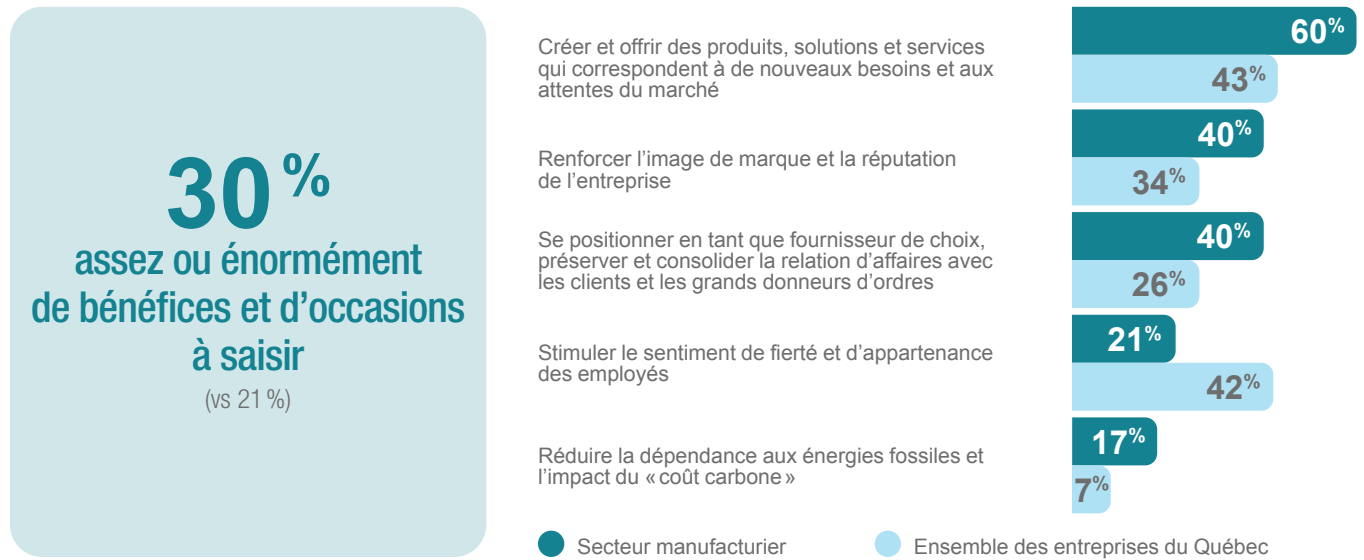 30 %
assez ou énormément
de bénéfices et d’occasions
à saisir
(vs 21 %)
Créer et offrir des produits, solutions et services
qui correspondent à de nouveaux besoins et aux
attentes du marché
60%
43%
Renforcer l’image de marque et la réputation
de l’entreprise
40%
34%
Se positionner en tant que fournisseur de choix,
préserver et consolider la relation d’affaires avec
les clients et les grands donneurs d’ordres
40%
26%
Stimuler le sentiment de fierté et d’appartenance
des employés
21%
42%
Réduire la dépendance aux énergies fossiles et
l’impact du « coût carbone »
17%
7%
Secteur manufacturier
Ensemble des entreprises du Québec